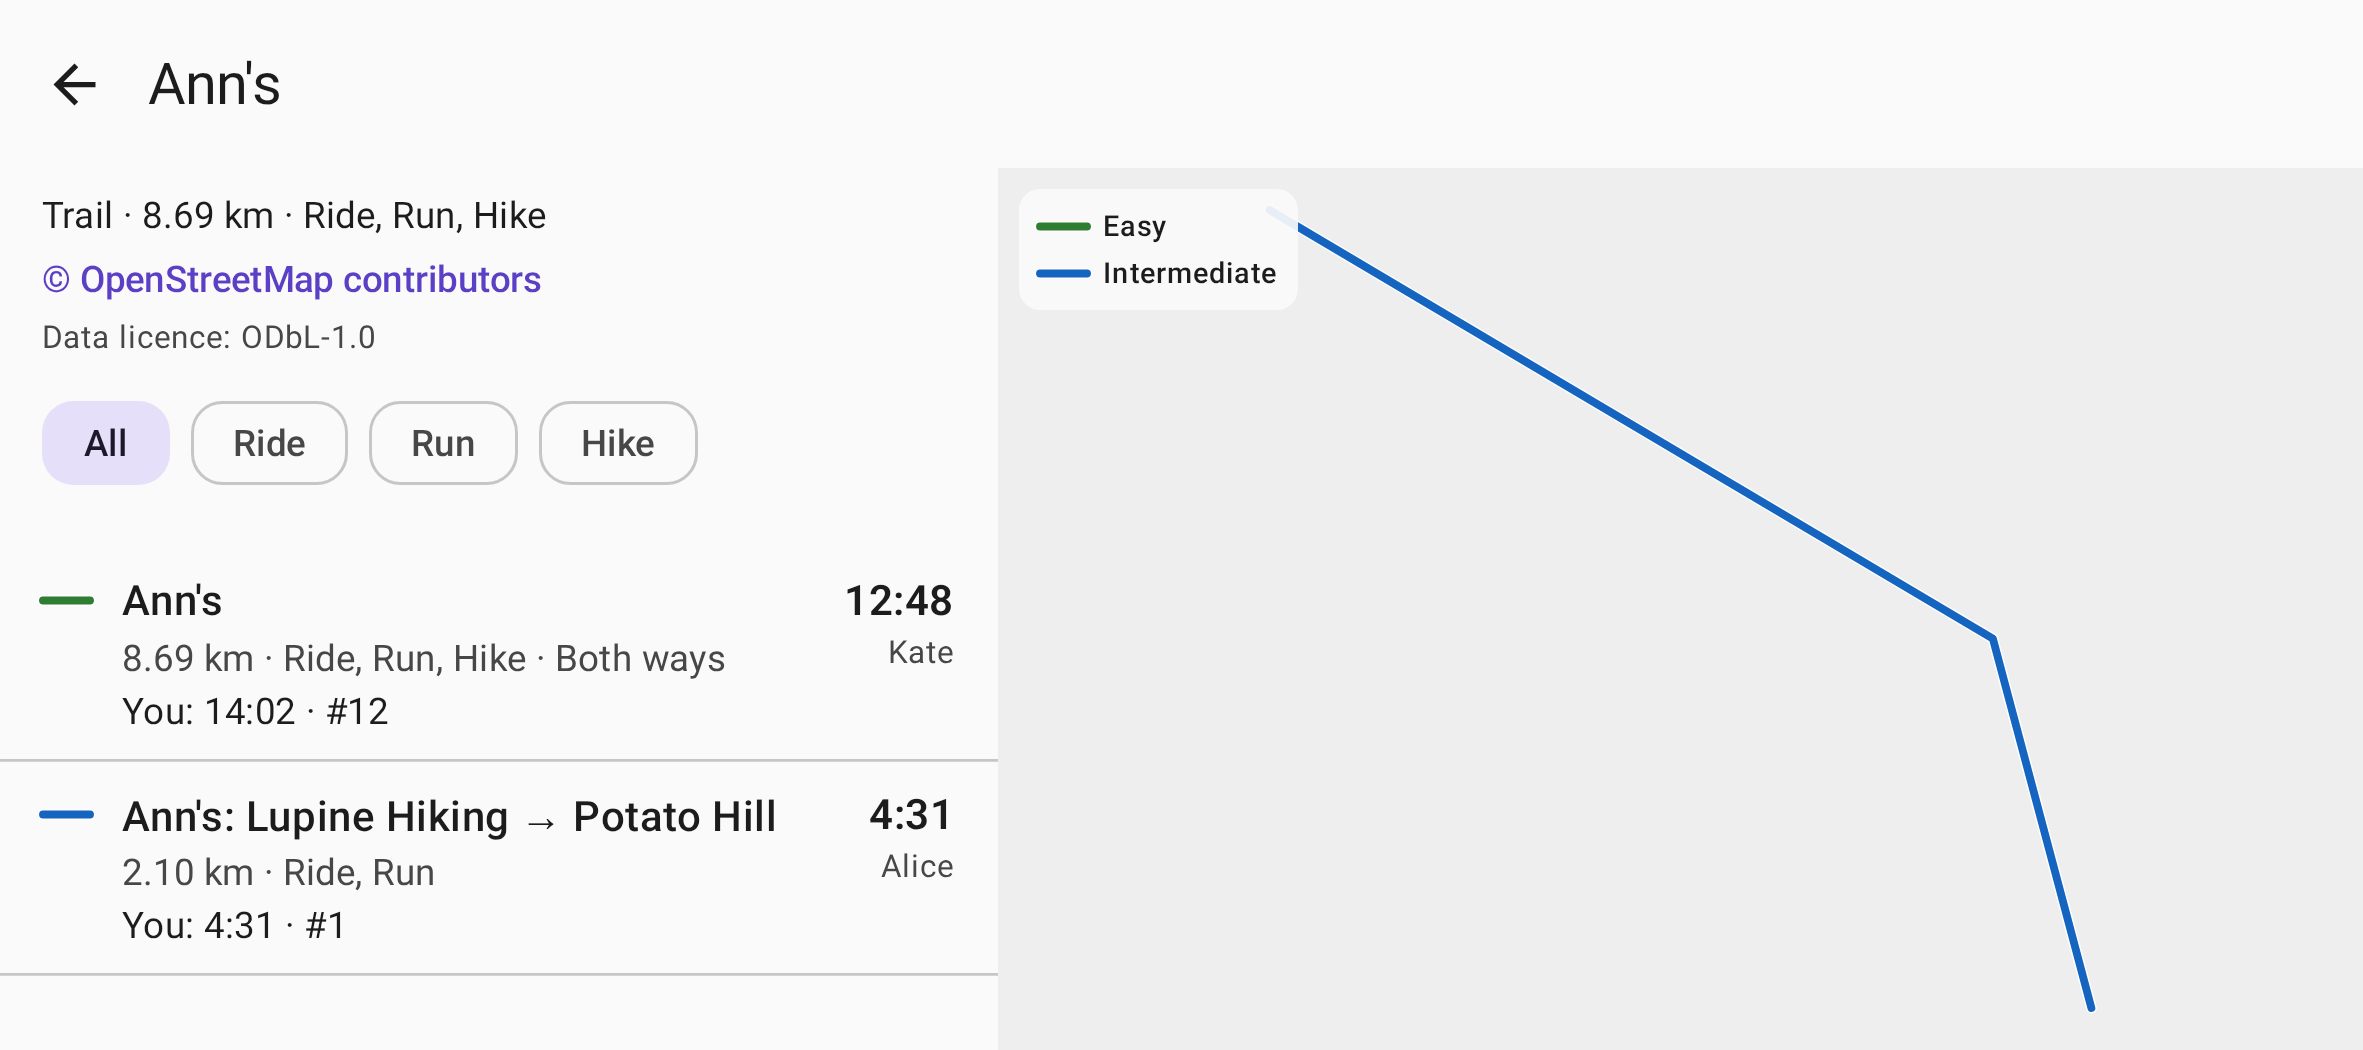 Ann's
Trail · 8.69 km · Ride, Run, Hike
© OpenStreetMap contributors
Data licence: ODbL-1.0
All
Ride
Run
Hike
Ann's
12:48
8.69 km · Ride, Run, Hike · Both ways
Kate
You: 14:02 · #12
Ann's: Lupine Hiking → Potato Hill
4:31
2.10 km · Ride, Run
Alice
You: 4:31 · #1
Easy
Intermediate